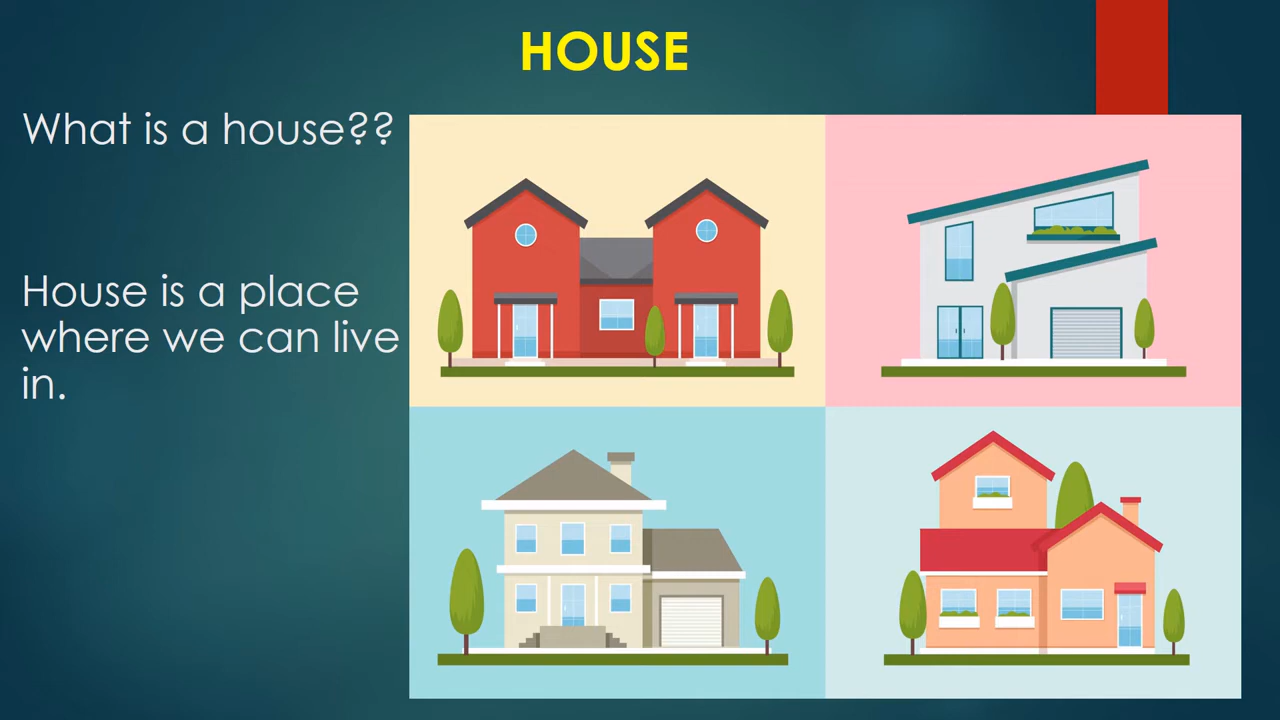 HOUSE
What is a house??
House is a place
where we can live
in.